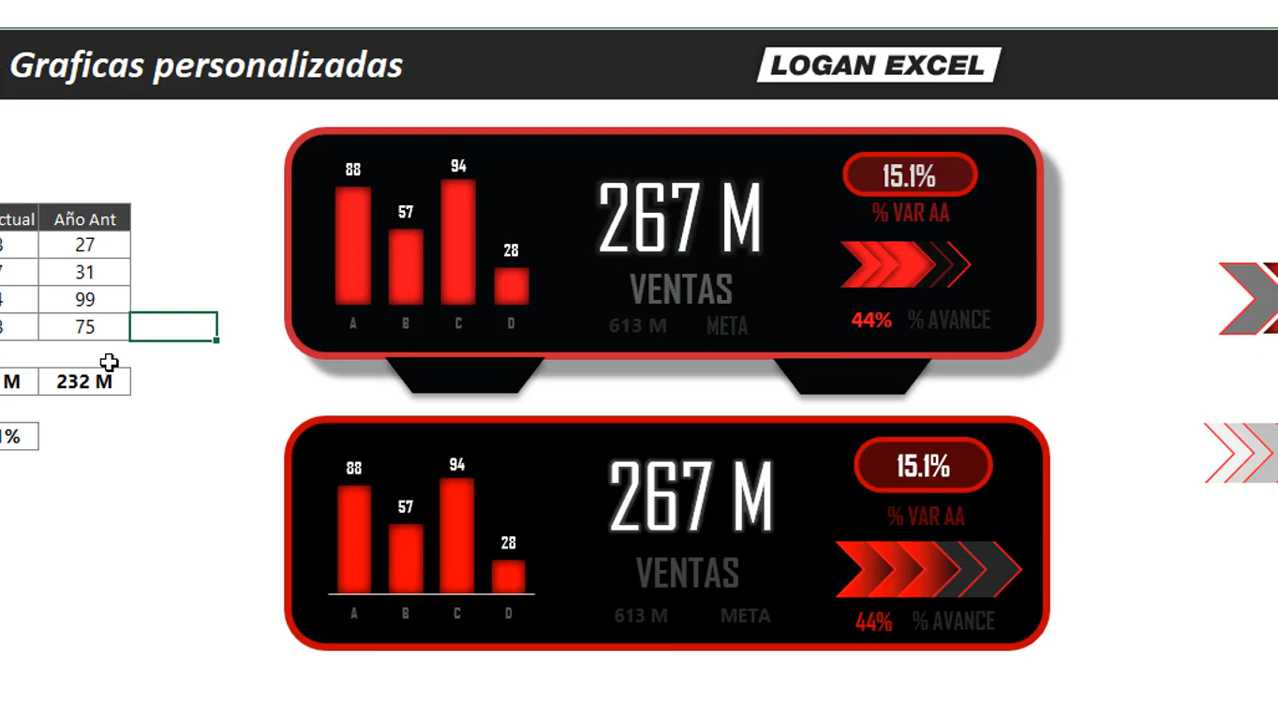 Graficas personalizadas
LOGAN EXCEL
ctual Año Ant
27
31
99
75
M 232 M
%
88
57
94
28
A B C D
267 M
VENTAS
613 M META
15.1%
% VAR AA
44% % AVANCE
88
57
94
28
A B C D
267 M
VENTAS
613 M META
15.1%
% VAR AA
44% % AVANCE